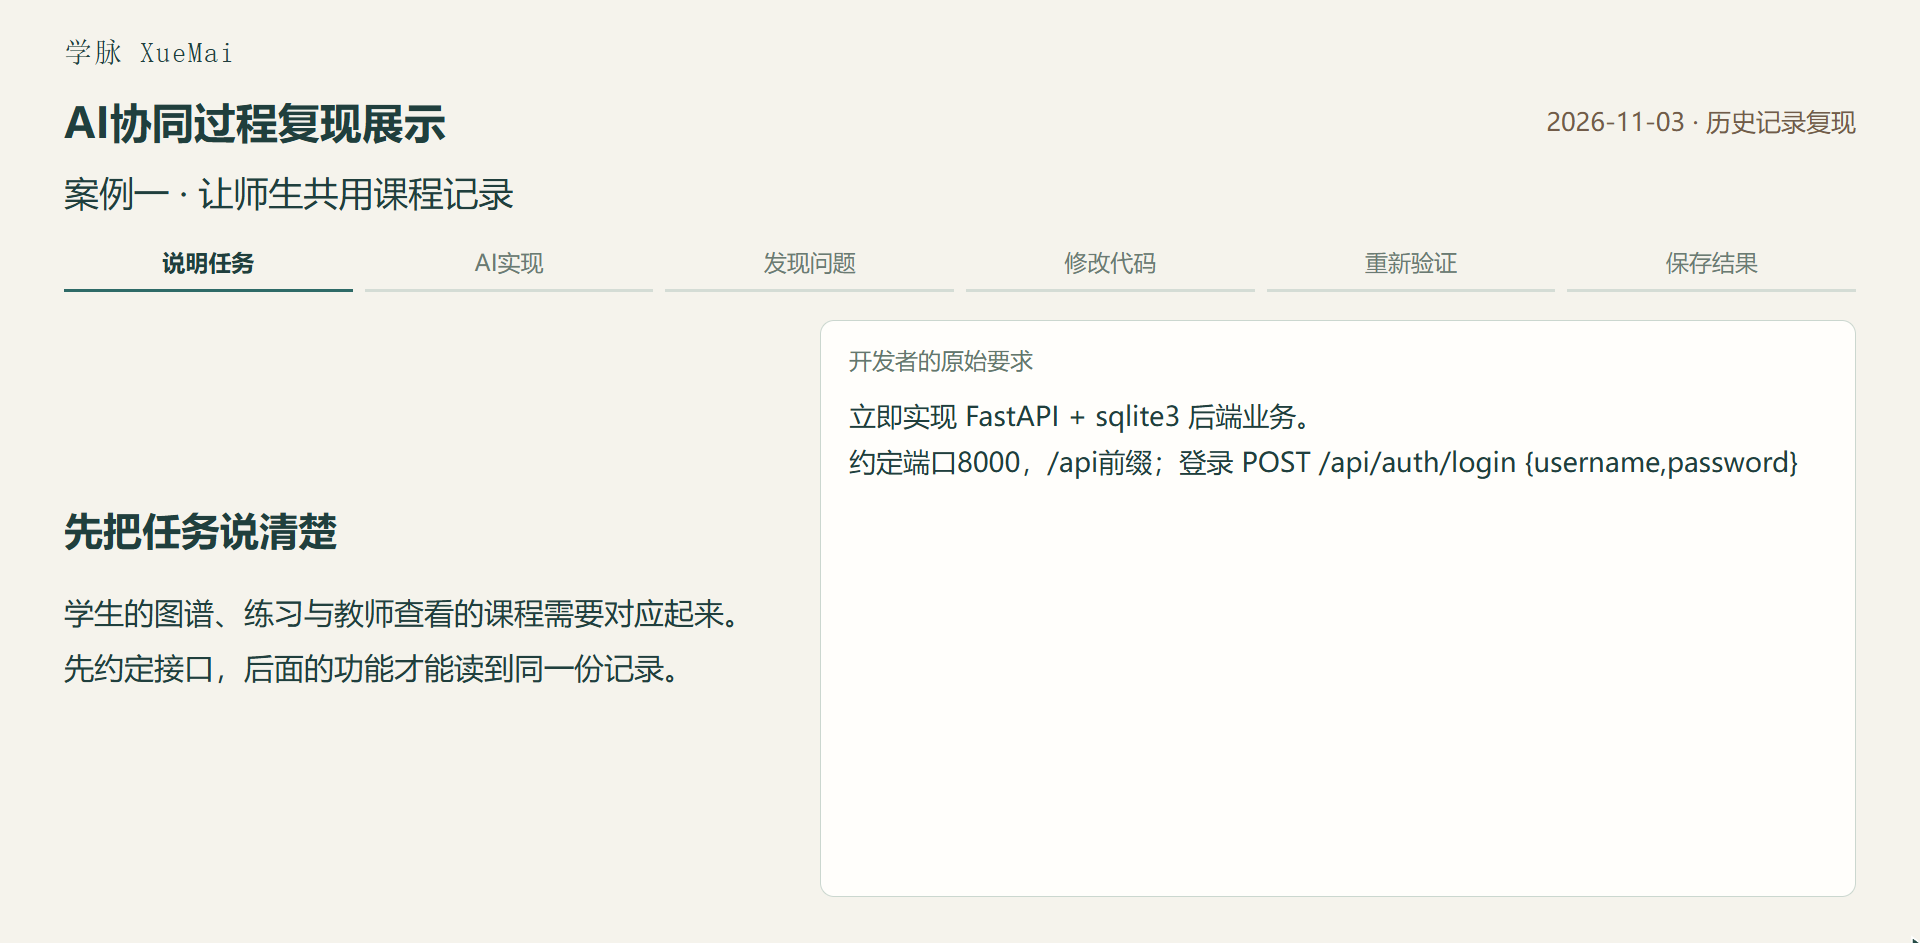 学脉 XueMai
AI协同过程复现展示
2026-11-03 · 历史记录复现
案例一 · 让师生共用课程记录
说明任务
AI实现
发现问题
修改代码
重新验证
保存结果
先把任务说清楚
学生的图谱、练习与教师查看的课程需要对应起来。
先约定接口，后面的功能才能读到同一份记录。
开发者的原始要求
立即实现 FastAPI + sqlite3 后端业务。
约定端口8000，/api前缀；登录 POST /api/auth/login {username,password}